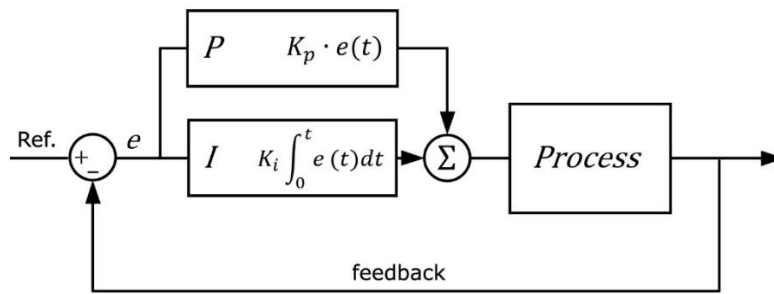 P K_p · e(t)
Ref.
+
−
e
I K_i ∫_0^t e (t)dt
Σ
Process
feedback